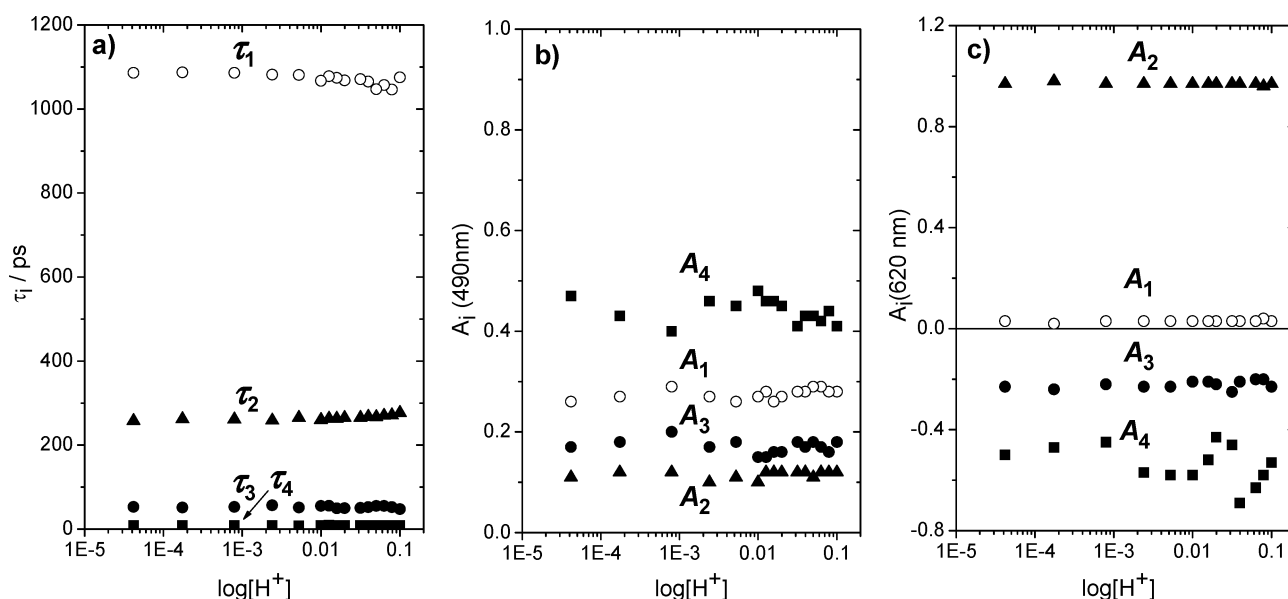 a)
τ1
τi / ps
1200
1000
800
600
400
200
0
τ2
τ3 τ4
1E-5 1E-4 1E-3 0.01 0.1
log[H+]
b)
Ai (490nm)
1.0
0.8
0.6
0.4
0.2
0.0
A4
A1
A3
A2
1E-5 1E-4 1E-3 0.01 0.1
log[H+]
c)
Ai(620 nm)
1.2
0.8
0.4
0.0
-0.4
-0.8
A2
A1
A3
A4
1E-5 1E-4 1E-3 0.01 0.1
log[H+]